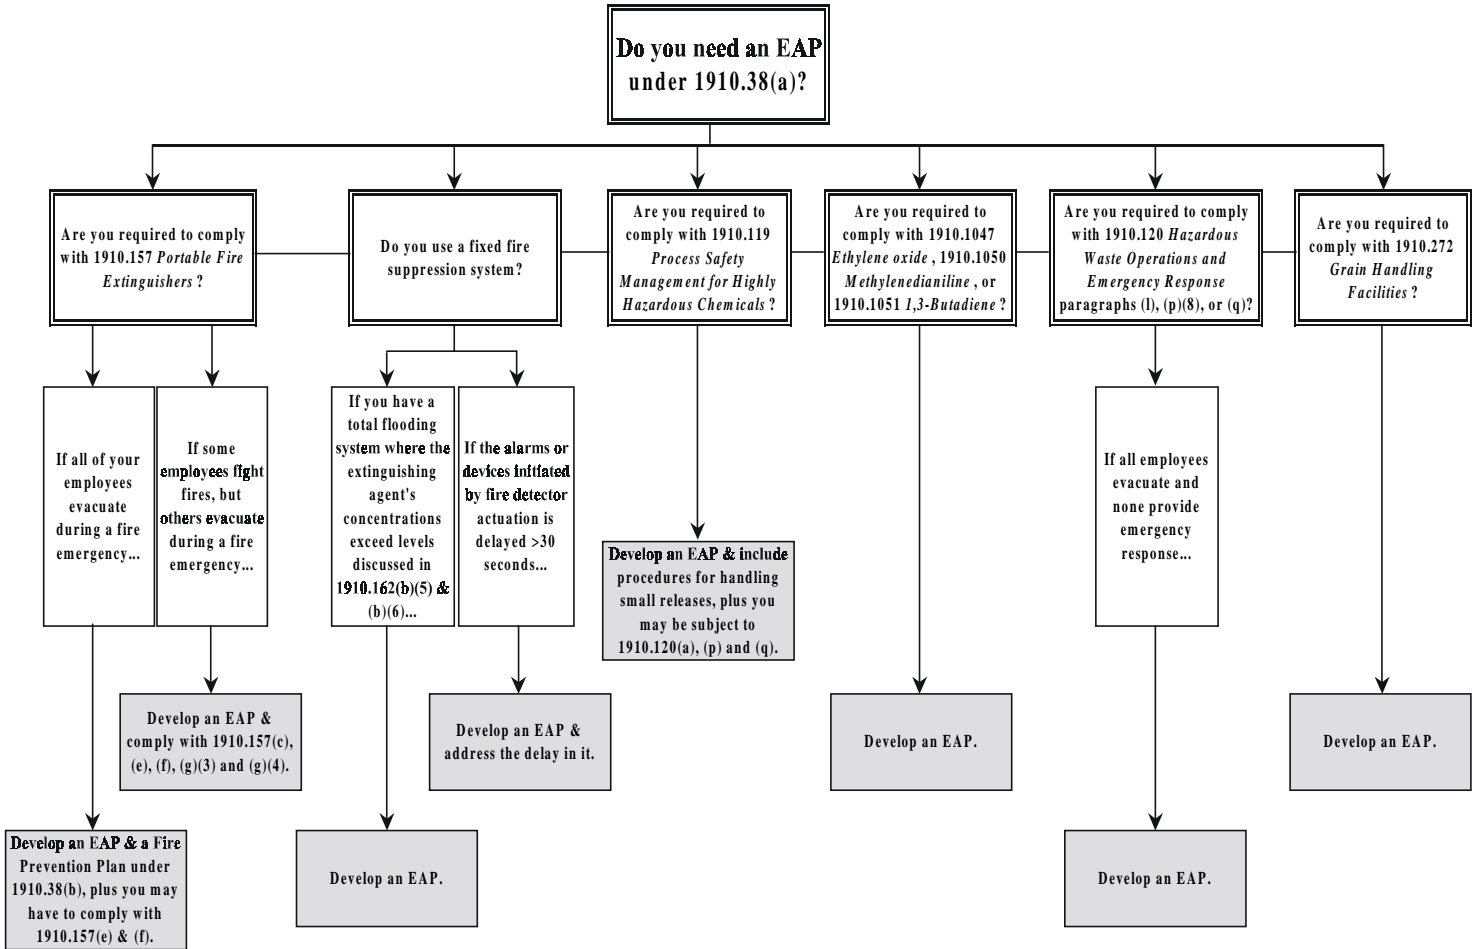 Do you need an EAP
under 1910.38(a)?
Are you required to comply
with 1910.157 Portable Fire
Extinguishers ?
Do you use a fixed fire
suppression system?
Are you required to
comply with 1910.119
Process Safety
Management for Highly
Hazardous Chemicals ?
Are you required to
comply with 1910.1047
Ethylene oxide , 1910.1050
Methylenedianiline , or
1910.1051 1,3-Butadiene ?
Are you required to comply
with 1910.120 Hazardous
Waste Operations and
Emergency Response
paragraphs (l), (p)(8), or (q)?
Are you required to
comply with 1910.272
Grain Handling
Facilities ?
If all of your
employees
evacuate
during a fire
emergency...
If some
employees fight
fires, but
others evacuate
during a fire
emergency...
If you have a
total flooding
system where the
extinguishing
agent's
concentrations
exceed levels
discussed in
1910.162(b)(5) &
(b)(6)...
If the alarms or
devices initiated
by fire detector
actuation is
delayed >30
seconds...
If all employees
evacuate and
none provide
emergency
response...
Develop an EAP & include
procedures for handling
small releases, plus you
may be subject to
1910.120(a), (p) and (q).
Develop an EAP &
comply with 1910.157(c),
(e), (f), (g)(3) and (g)(4).
Develop an EAP &
address the delay in it.
Develop an EAP.
Develop an EAP.
Develop an EAP & a Fire
Prevention Plan under
1910.38(b), plus you may
have to comply with
1910.157(e) & (f).
Develop an EAP.
Develop an EAP.